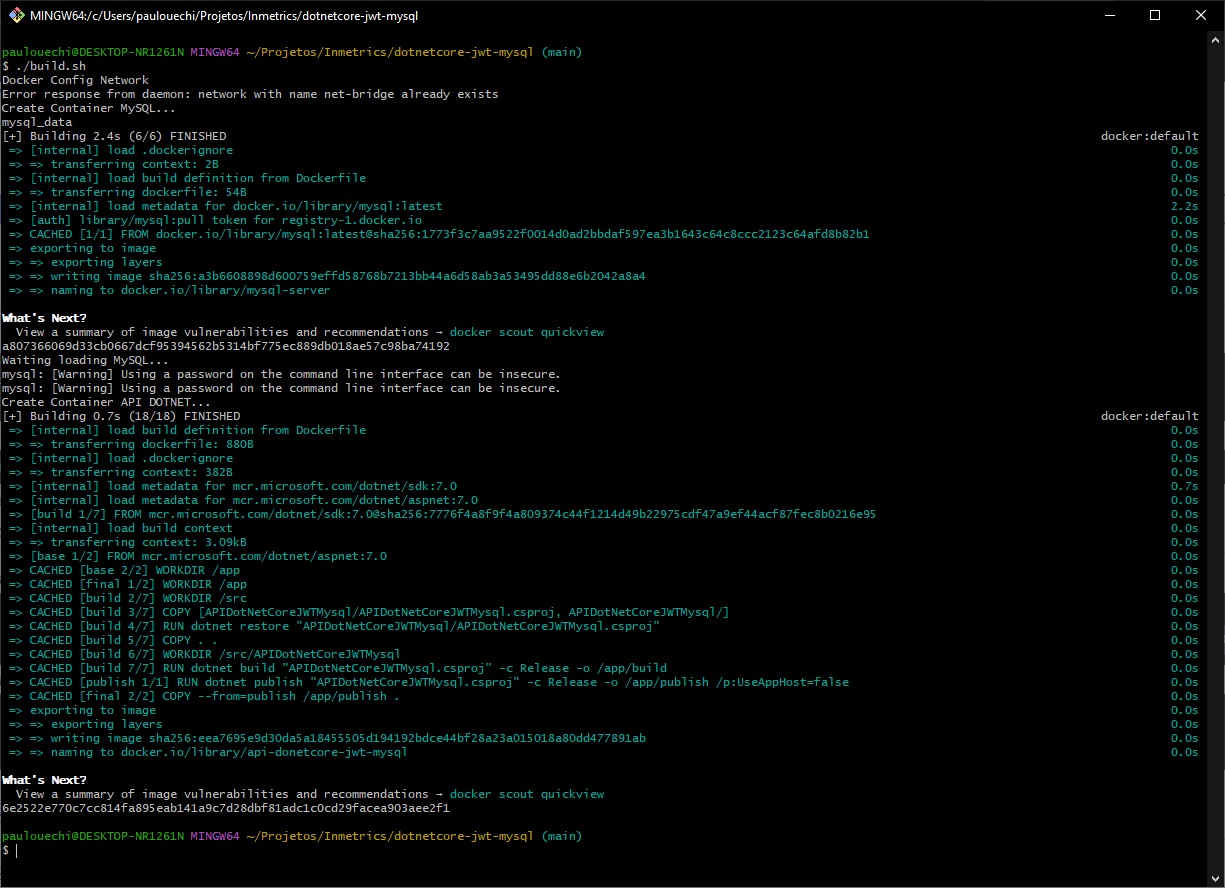 MINGW64:/c/Users/paulouechi/Projetos/Inmetrics/dotnetcore-jwt-mysql
paulouechi@DESKTOP-NR1261N MINGW64 ~/Projetos/Inmetrics/dotnetcore-jwt-mysql (main)
$ ./build.sh
Docker Config Network
Error response from daemon: network with name net-bridge already exists
Create Container MySQL...
mysql_data
[+] Building 2.4s (6/6) FINISHED docker:default
=> [internal] load .dockerignore 0.0s
=> => transferring context: 2B 0.0s
=> [internal] load build definition from Dockerfile 0.0s
=> => transferring dockerfile: 54B 0.0s
=> [internal] load metadata for docker.io/library/mysql:latest 2.2s
=> [auth] library/mysql:pull token for registry-1.docker.io 0.0s
=> CACHED [1/1] FROM docker.io/library/mysql:latest@sha256:1773f3c7aa9522f0014d0ad2bbdaf597ea3b1643c64c8ccc2123c64afd8b82b1 0.0s
=> exporting to image 0.0s
=> => exporting layers 0.0s
=> => writing image sha256:a3b6608898d600759effd58768b7213bb44a6d58ab3a53495dd88e6b2042a8a4 0.0s
=> => naming to docker.io/library/mysql-server 0.0s
What's Next?
View a summary of image vulnerabilities and recommendations → docker scout quickview
a807366069d33cb0667dcf95394562b5314bf775ec889db018ae57c98ba74192
Waiting loading MySQL...
mysql: [Warning] Using a password on the command line interface can be insecure.
mysql: [Warning] Using a password on the command line interface can be insecure.
Create Container API DOTNET...
[+] Building 0.7s (18/18) FINISHED docker:default
=> [internal] load build definition from Dockerfile 0.0s
=> => transferring dockerfile: 880B 0.0s
=> [internal] load .dockerignore 0.0s
=> => transferring context: 382B 0.0s
=> [internal] load metadata for mcr.microsoft.com/dotnet/sdk:7.0 0.7s
=> [internal] load metadata for mcr.microsoft.com/dotnet/aspnet:7.0 0.0s
=> [build 1/7] FROM mcr.microsoft.com/dotnet/sdk:7.0@sha256:7776f4a8f9f4a809374c44f1214d49b22975cdf47a9ef44acf87fec8b0216e95 0.0s
=> [internal] load build context 0.0s
=> => transferring context: 3.09kB 0.0s
=> [base 1/2] FROM mcr.microsoft.com/dotnet/aspnet:7.0 0.0s
=> CACHED [base 2/2] WORKDIR /app 0.0s
=> CACHED [final 1/2] WORKDIR /app 0.0s
=> CACHED [build 2/7] WORKDIR /src 0.0s
=> CACHED [build 3/7] COPY [APIDotNetCoreJWTMysql/APIDotNetCoreJWTMysql.csproj, APIDotNetCoreJWTMysql/] 0.0s
=> CACHED [build 4/7] RUN dotnet restore "APIDotNetCoreJWTMysql/APIDotNetCoreJWTMysql.csproj" 0.0s
=> CACHED [build 5/7] COPY . . 0.0s
=> CACHED [build 6/7] WORKDIR /src/APIDotNetCoreJWTMysql 0.0s
=> CACHED [build 7/7] RUN dotnet build "APIDotNetCoreJWTMysql.csproj" -c Release -o /app/build 0.0s
=> CACHED [publish 1/1] RUN dotnet publish "APIDotNetCoreJWTMysql.csproj" -c Release -o /app/publish /p:UseAppHost=false 0.0s
=> CACHED [final 2/2] COPY --from=publish /app/publish . 0.0s
=> exporting to image 0.0s
=> => exporting layers 0.0s
=> => writing image sha256:eea7695e9d30da5a18455505d194192bdce44bf28a23a015018a80dd477891ab 0.0s
=> => naming to docker.io/library/api-donetcore-jwt-mysql 0.0s
What's Next?
View a summary of image vulnerabilities and recommendations → docker scout quickview
6e2522e770c7cc814fa895eab141a9c7d28dbf81adc1c0cd29facea903aee2f1
paulouechi@DESKTOP-NR1261N MINGW64 ~/Projetos/Inmetrics/dotnetcore-jwt-mysql (main)
$